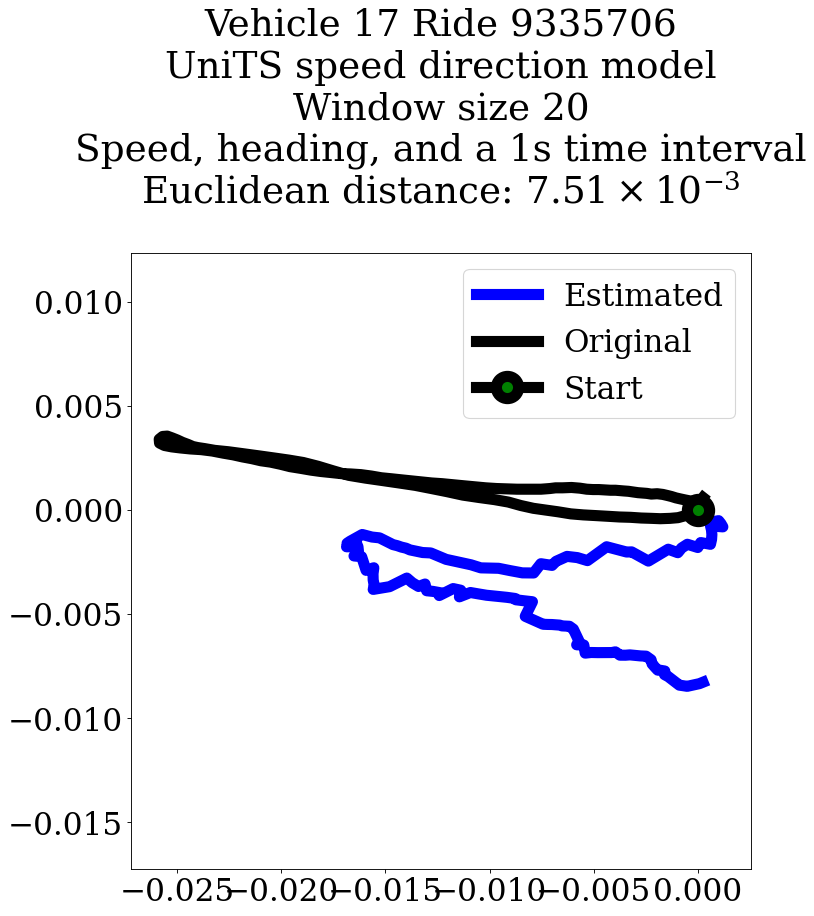 Vehicle 17 Ride 9335706
UniTS speed direction model
Window size 20
Speed, heading, and a 1s time interval
Euclidean distance: 7.51 × 10⁻³
Estimated
Original
Start
0.010
0.005
0.000
−0.005
−0.010
−0.015
−0.025 −0.020 −0.015 −0.010 −0.005 0.000